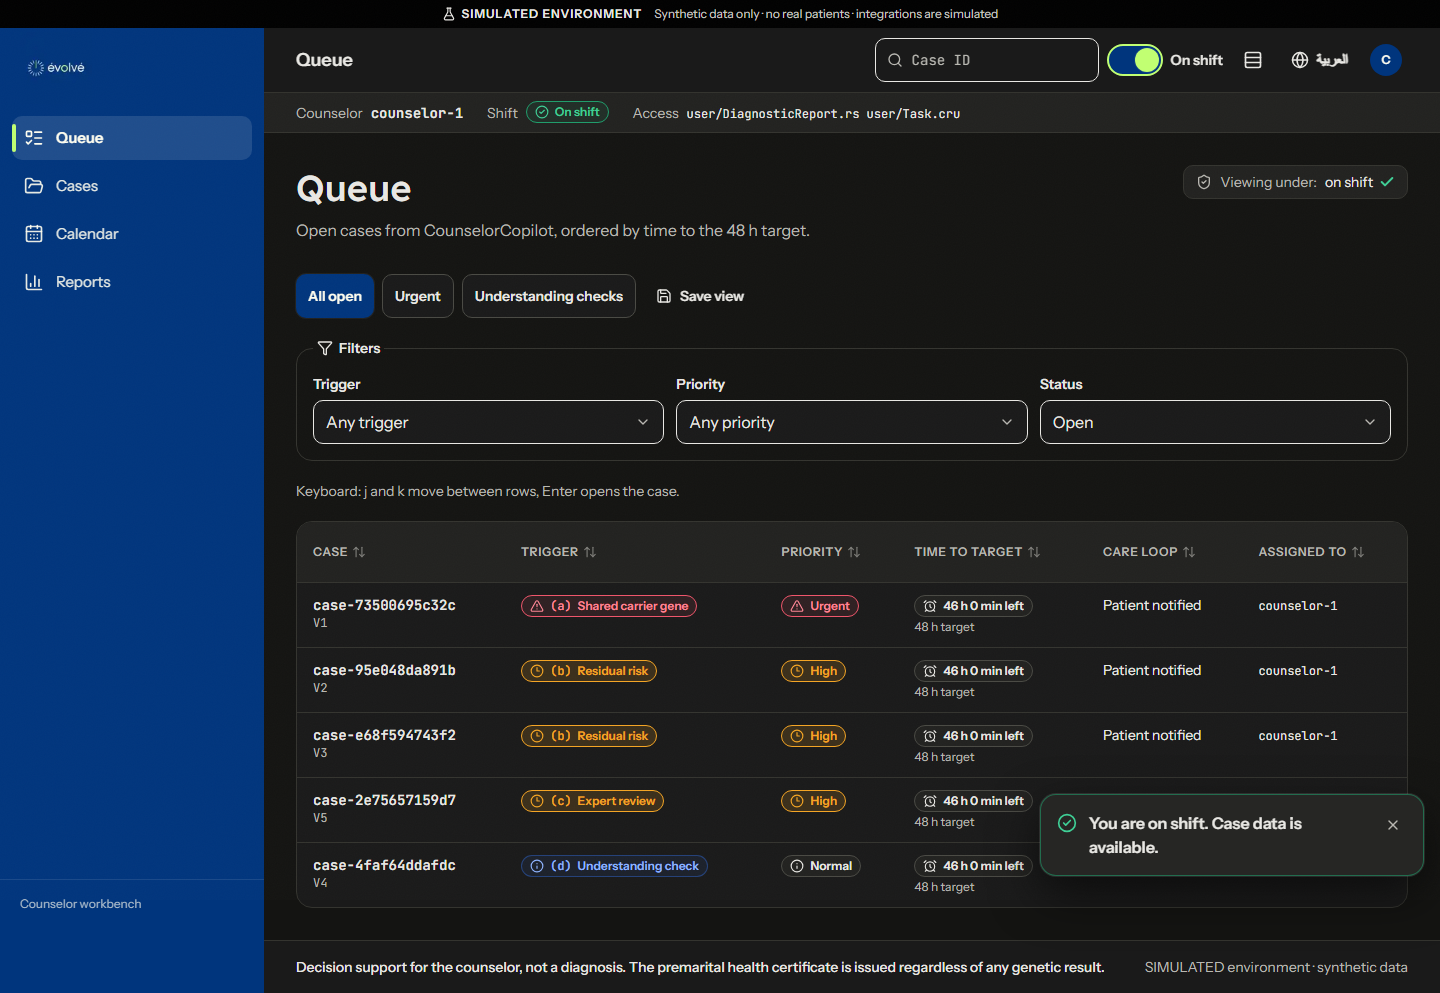 SIMULATED ENVIRONMENT Synthetic data only · no real patients · integrations are simulated
évolvé
Queue
Case ID
On shift
العربية
C
Counselor counselor-1 Shift On shift Access user/DiagnosticReport.rs user/Task.cru
Queue
Cases
Calendar
Reports
Counselor workbench
Queue
Viewing under: on shift
Open cases from CounselorCopilot, ordered by time to the 48 h target.
All open Urgent Understanding checks Save view
Filters
Trigger Priority Status
Any trigger Any priority Open
Keyboard: j and k move between rows, Enter opens the case.
CASE TRIGGER PRIORITY TIME TO TARGET CARE LOOP ASSIGNED TO
case-73500695c32c (a) Shared carrier gene Urgent 46 h 0 min left Patient notified counselor-1
V1 48 h target
case-95e048da891b (b) Residual risk High 46 h 0 min left Patient notified counselor-1
V2 48 h target
case-e68f594743f2 (b) Residual risk High 46 h 0 min left Patient notified counselor-1
V3 48 h target
case-2e75657159d7 (c) Expert review High 46 h 0 min left
V5 48 h target
case-4faf64ddafdc (d) Understanding check Normal 46 h 0 min left
V4 48 h target
You are on shift. Case data is
available.
Decision support for the counselor, not a diagnosis. The premarital health certificate is issued regardless of any genetic result. SIMULATED environment · synthetic data